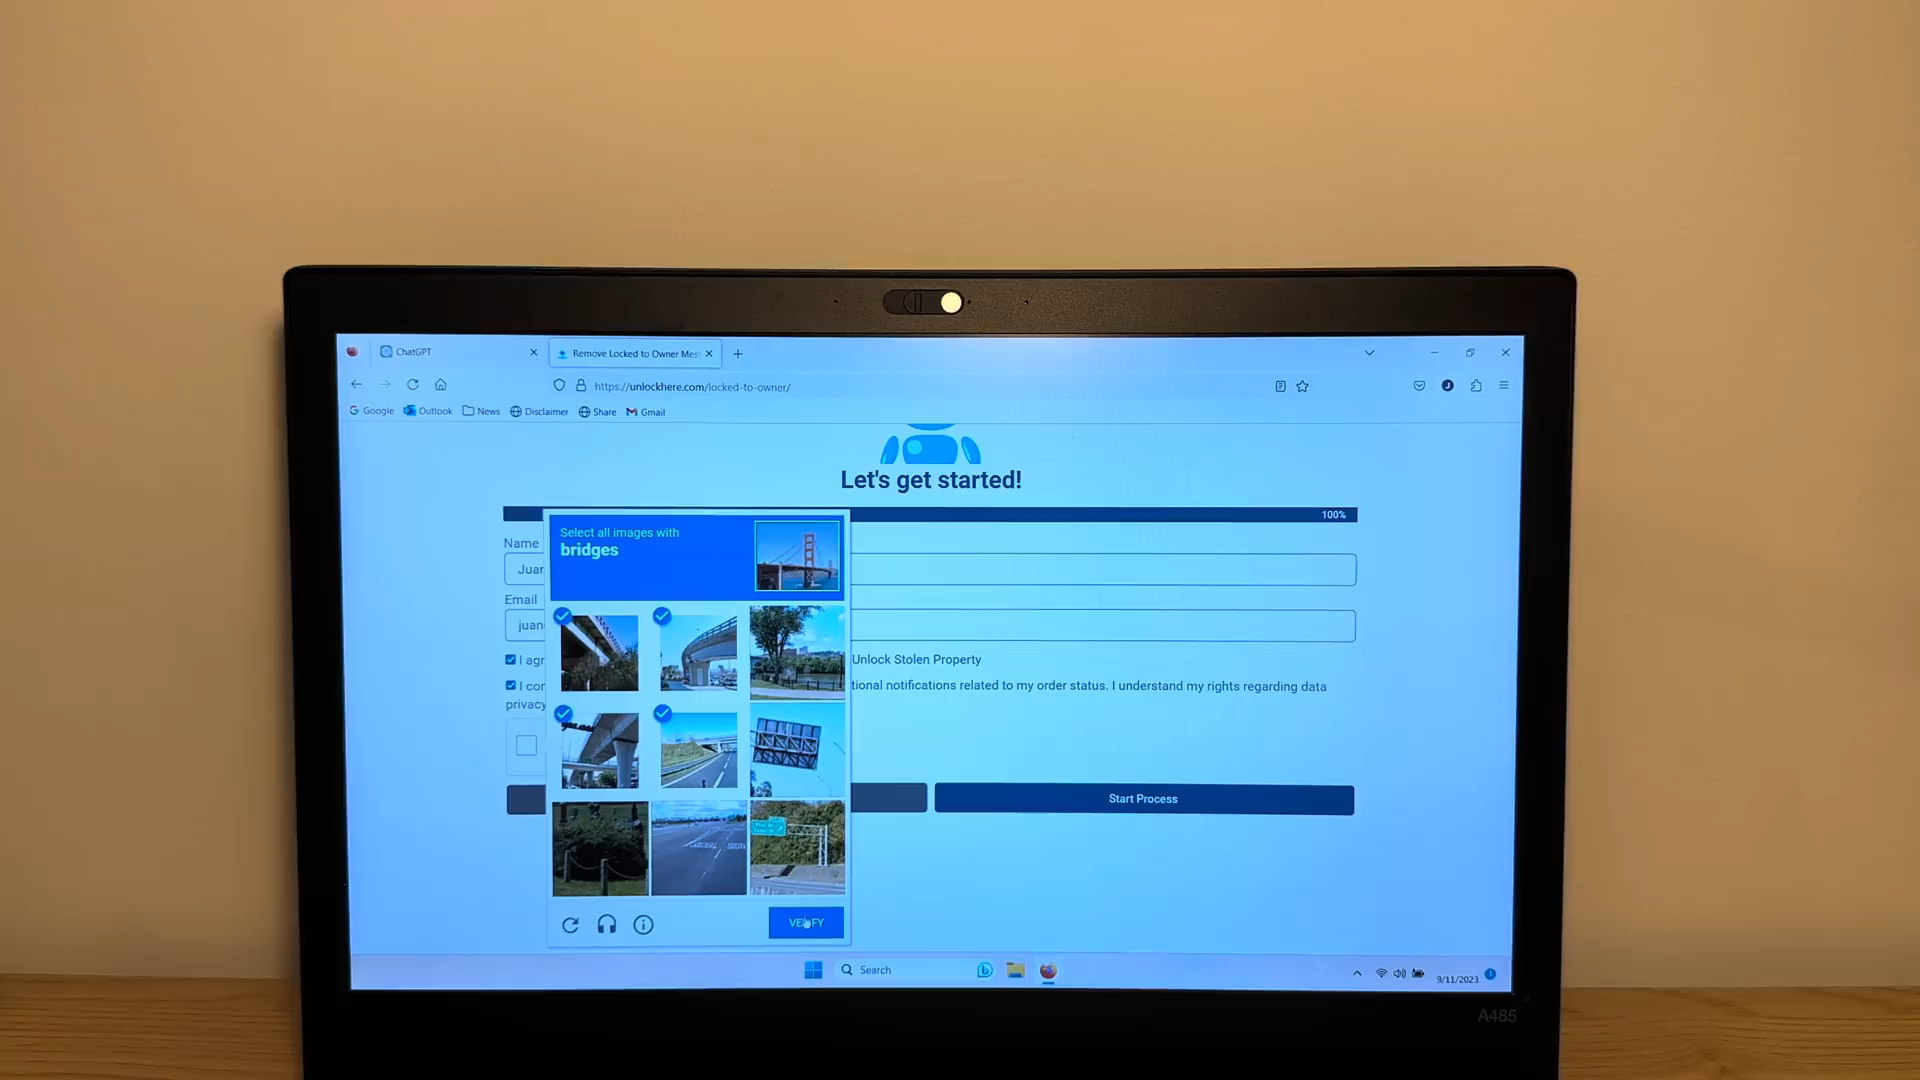 ChatGPT
Remove Locked to Owner Mes
https://unlockhere.com/locked-to-owner/
Google Outlook News Disclaimer Share Gmail
Let's get started!
100%
Select all images with
bridges
Name
Juan
Email
juan
I agr Unlock Stolen Property
I con tional notifications related to my order status. I understand my rights regarding data
privacy
Start Process
VERIFY
Search
9/11/2023
1
A485